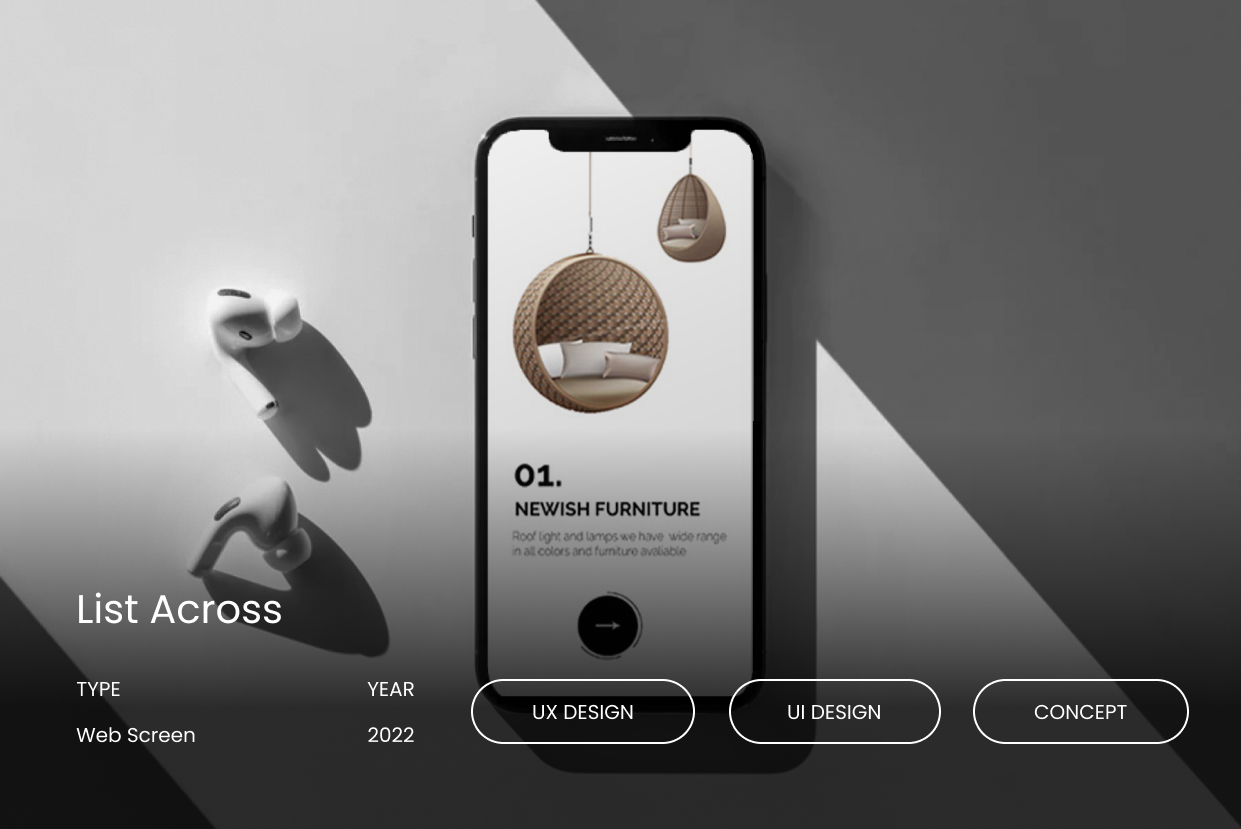 01.
NEWISH FURNITURE
Roof light and lamps we have wide range
in all colors and furniture avaliable
List Across
TYPE
YEAR
UX DESIGN
UI DESIGN
CONCEPT
Web Screen
2022